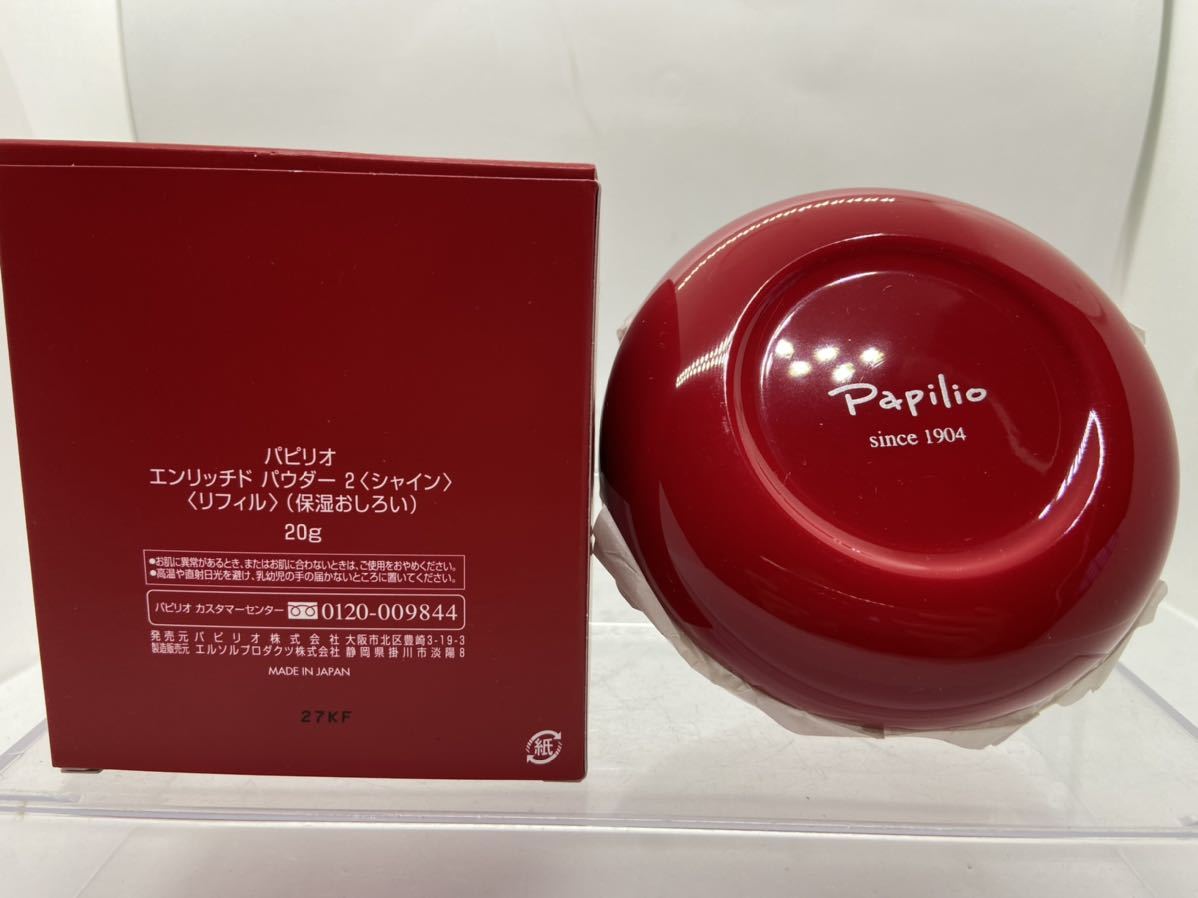 パピリオ
エンリッチド パウダー 2〈シャイン〉
〈リフィル〉(保湿おしろい)
20g
●お肌に異常があるとき、またはお肌に合わないときは、ご使用をおやめください。
●高温や直射日光を避け、乳幼児の手の届かないところに置いてください。
パピリオ カスタマーセンター 0120-009844
発売元 パピリオ株式会社 大阪市北区豊崎3-19-3
製造販売元 エルソルプロダクツ株式会社 静岡県掛川市淡陽8
MADE IN JAPAN
27KF
紙
Papilio
since 1904